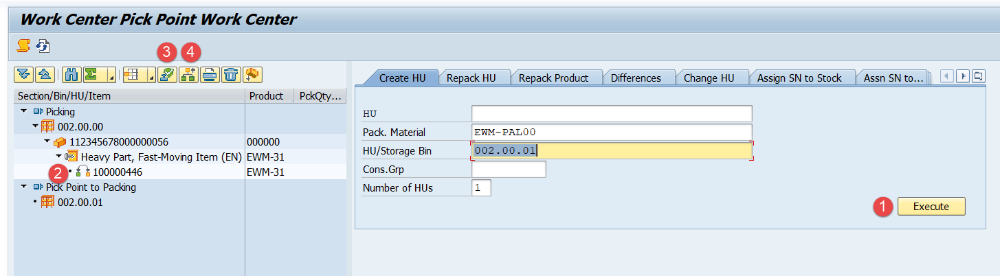 Work Center Pick Point Work Center
3 4
Create HU Repack HU Repack Product Differences Change HU Assign SN to Stock Assn SN to...
Section/Bin/HU/Item Product PckQty...
Picking
002.00.00
112345678000000056 000000
Heavy Part, Fast-Moving Item (EN) EWM-31
2 100000446 EWM-31
Pick Point to Packing
002.00.01
HU
Pack. Material EWM-PAL00
HU/Storage Bin 002.00.01
Cons.Grp
Number of HUs 1
1 Execute